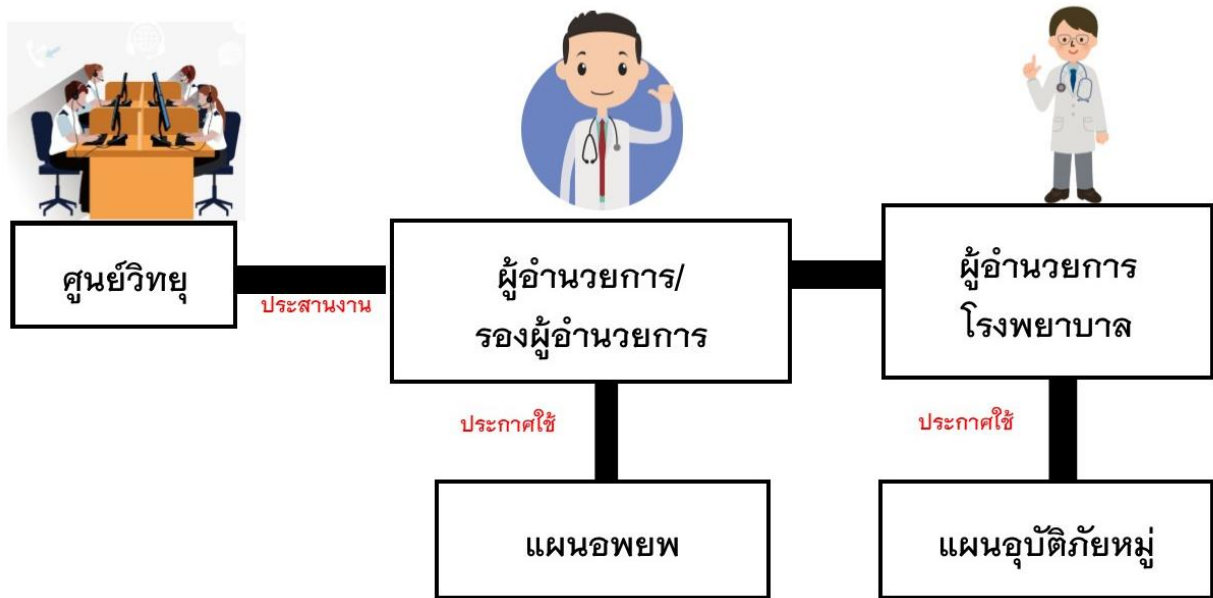 ศูนย์วิทยุ
ประสานงาน
ผู้อำนวยการ/
รองผู้อำนวยการ
ผู้อำนวยการ
โรงพยาบาล
ประกาศใช้
ประกาศใช้
แผนอพยพ
แผนอุบัติภัยหมู่